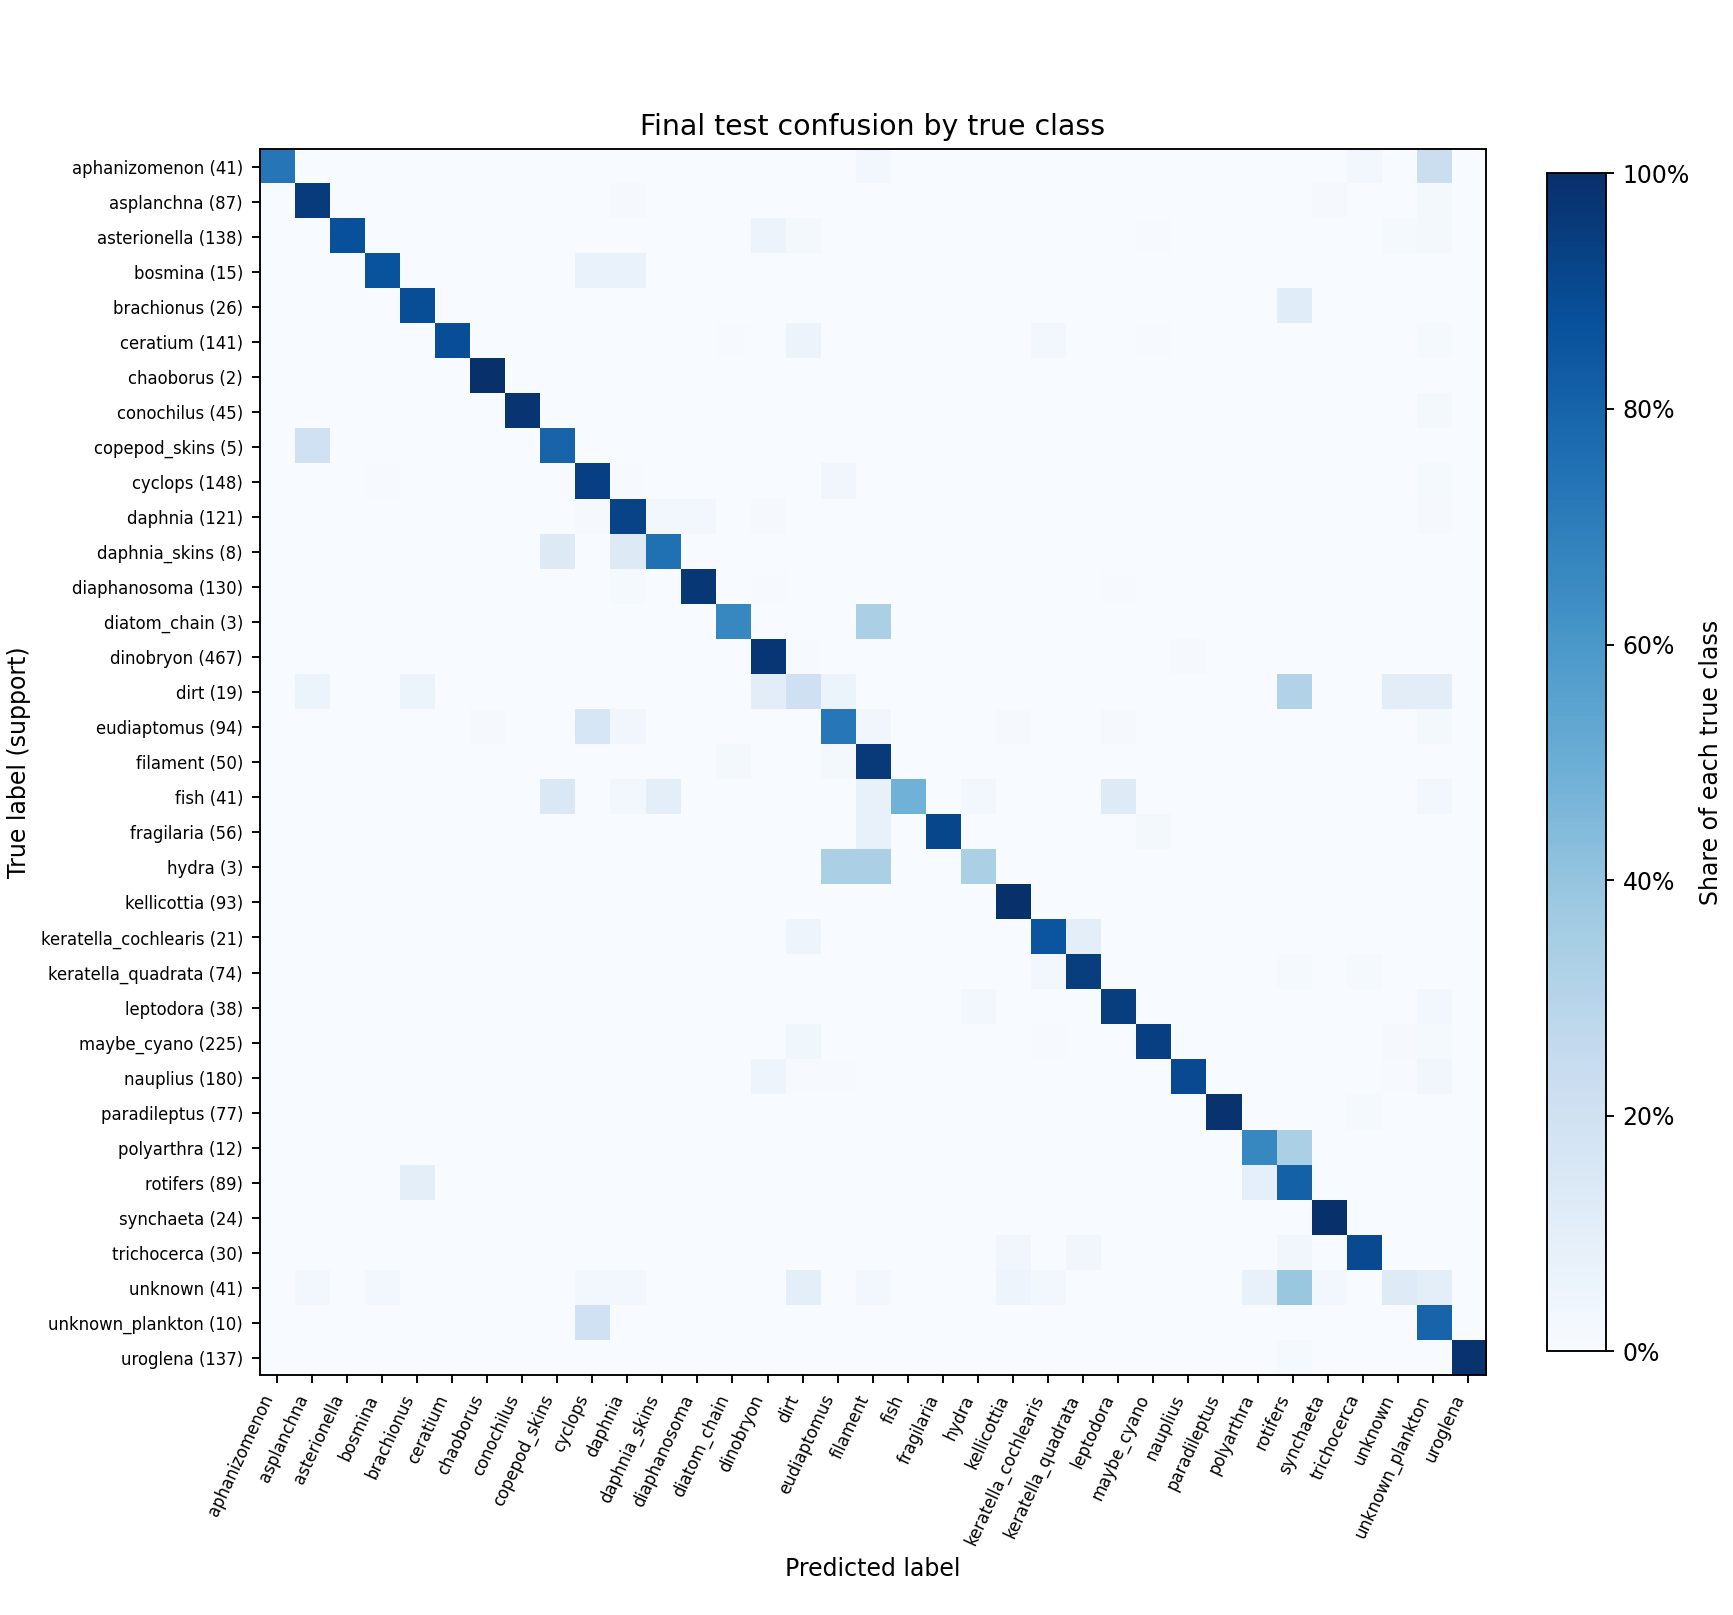 Final test confusion by true class
aphanizomenon (41)
asplanchna (87)
asterionella (138)
bosmina (15)
brachionus (26)
ceratium (141)
chaoborus (2)
conochilus (45)
copepod_skins (5)
cyclops (148)
daphnia (121)
daphnia_skins (8)
diaphanosoma (130)
diatom_chain (3)
dinobryon (467)
dirt (19)
eudiaptomus (94)
filament (50)
fish (41)
fragilaria (56)
hydra (3)
kellicottia (93)
keratella_cochlearis (21)
keratella_quadrata (74)
leptodora (38)
maybe_cyano (225)
nauplius (180)
paradileptus (77)
polyarthra (12)
rotifers (89)
synchaeta (24)
trichocerca (30)
unknown (41)
unknown_plankton (10)
uroglena (137)
True label (support)
aphanizomenon
asplanchna
asterionella
bosmina
brachionus
ceratium
chaoborus
conochilus
copepod_skins
cyclops
daphnia
daphnia_skins
diaphanosoma
diatom_chain
dinobryon
dirt
eudiaptomus
filament
fish
fragilaria
hydra
kellicottia
keratella_cochlearis
keratella_quadrata
leptodora
maybe_cyano
nauplius
paradileptus
polyarthra
rotifers
synchaeta
trichocerca
unknown
unknown_plankton
uroglena
Predicted label
100%
80%
60%
40%
20%
0%
Share of each true class